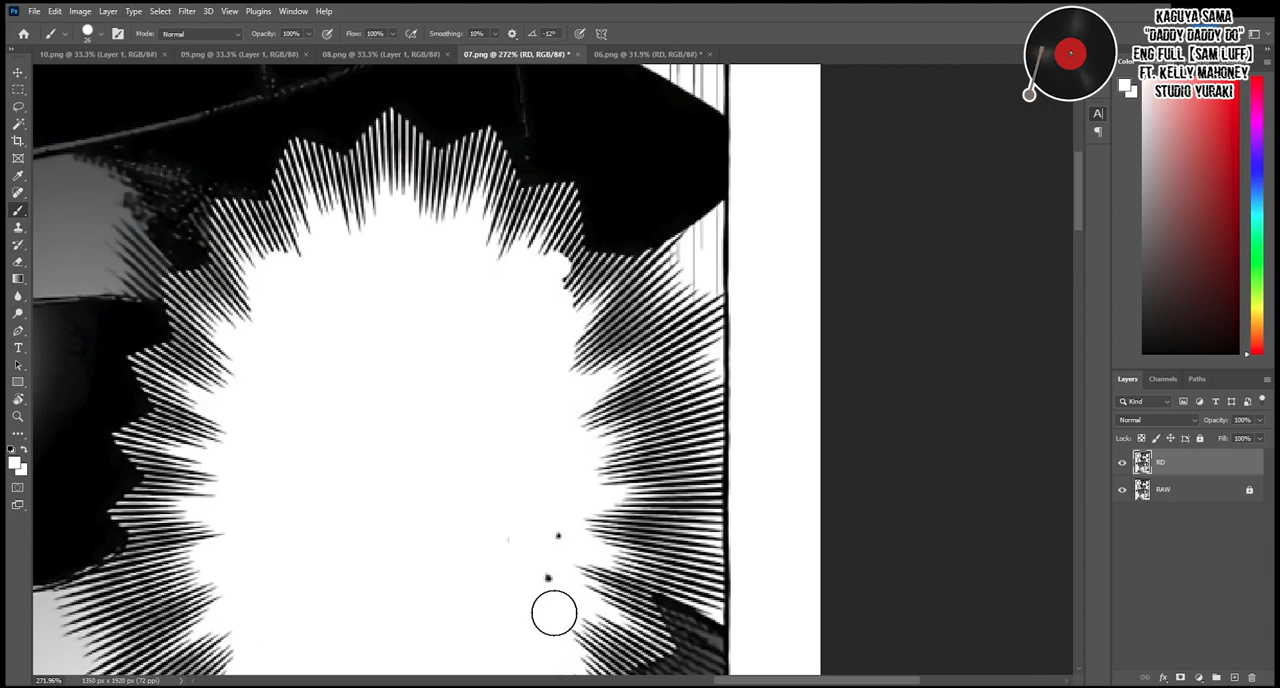 Ps File Edit Image Layer Type Select Filter 3D View Plugins Window Help
26 Mode: Normal Opacity: 100% Flow: 100% Smoothing: 10% -12°
10.png @ 33.3% (Layer 1, RGB/8#) × 09.png @ 33.3% (Layer 1, RGB/8#) × 08.png @ 33.3% (Layer 1, RGB/8#) × 07.png @ 272% (RD, RGB/8#) * × 06.png @ 31.9% (RD, RGB/8#) * ×
KAGUYA SAMA
"DADDY DADDY DO"
ENG FULL [SAM LUFF]
FT. KELLY MAHONEY
STUDIO YURAKI
Color
Layers Channels Paths
Kind
Normal Opacity: 100%
Lock: Fill: 100%
RD
RAW
271.96% 1350 px x 1920 px (72 ppi)